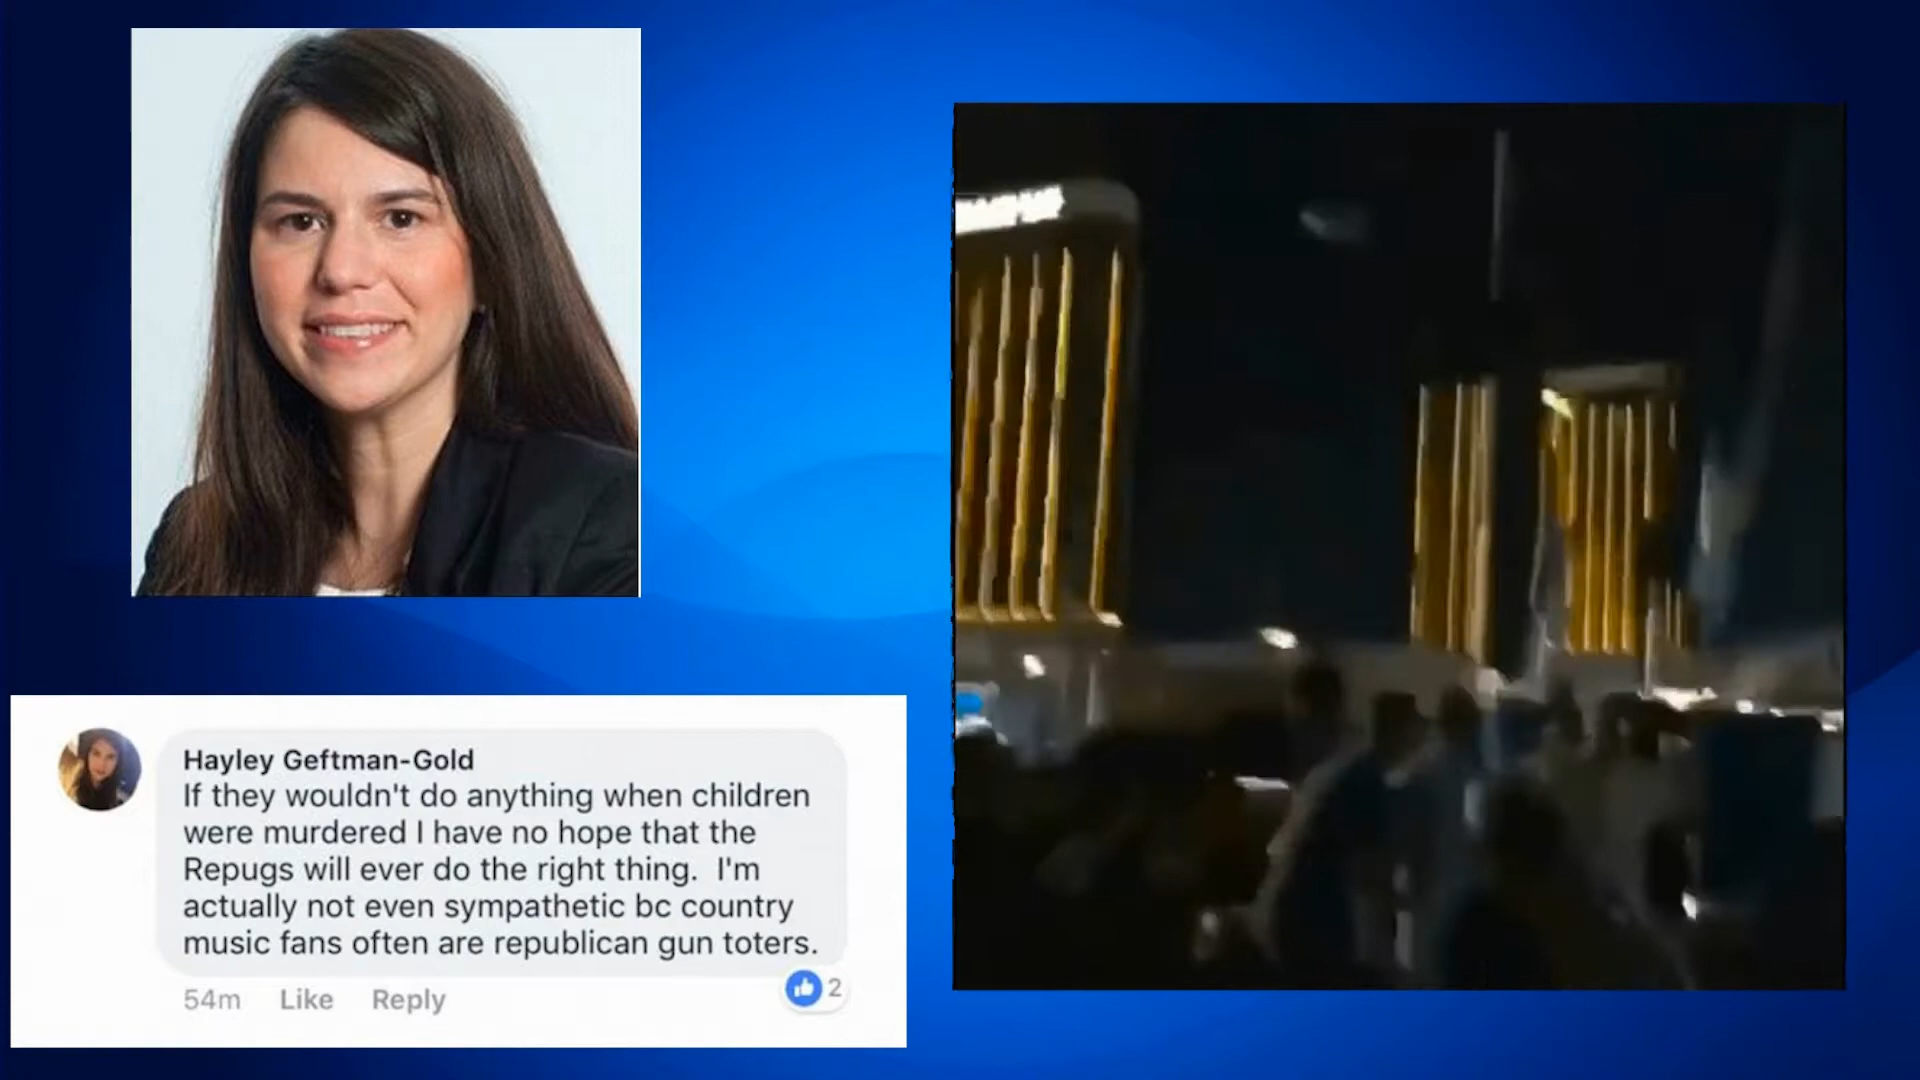 Hayley Geftman-Gold
If they wouldn't do anything when children
were murdered I have no hope that the
Repugs will ever do the right thing.  I'm
actually not even sympathetic bc country
music fans often are republican gun toters.
54m Like Reply
2